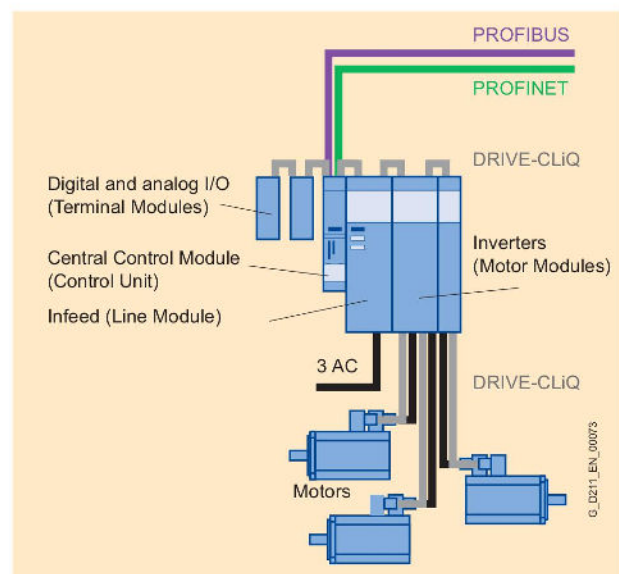 PROFIBUS
PROFINET
DRIVE-CLiQ
Digital and analog I/O
(Terminal Modules)
Central Control Module
(Control Unit)
Infeed (Line Module)
Inverters
(Motor Modules)
3 AC
DRIVE-CLiQ
Motors
G_D211_EN_00073